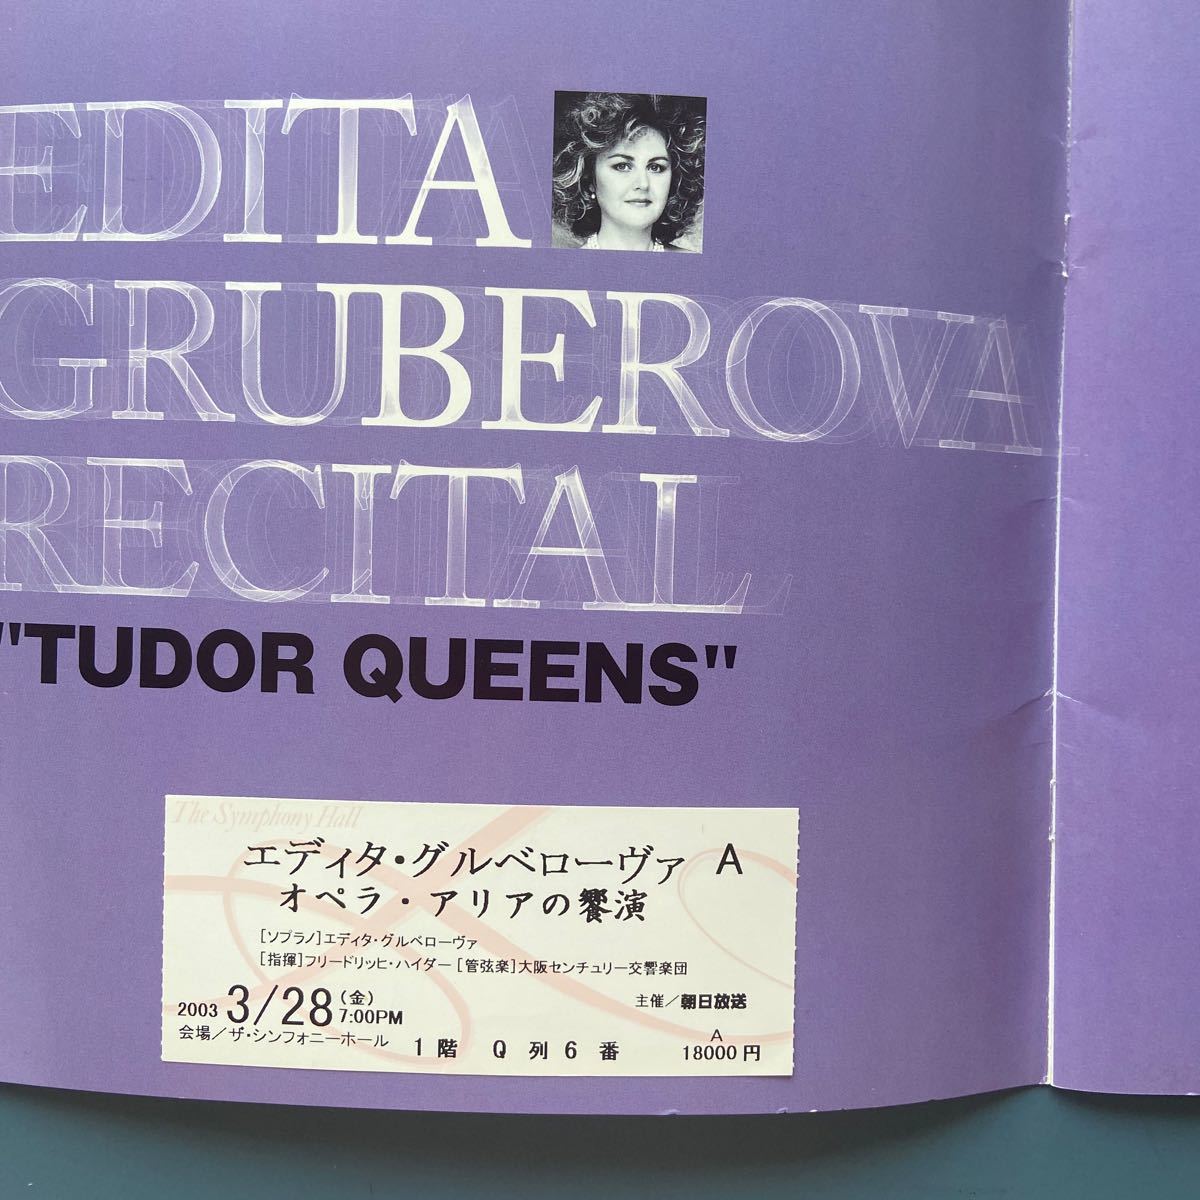 EDITA
GRUBEROVA
RECITAL
"TUDOR QUEENS"
The Symphony Hall
エディタ・グルベローヴァ A
オペラ・アリアの饗演
[ソプラノ]エディタ・グルベローヴァ
[指揮]フリードリッヒ・ハイダー [管弦楽]大阪センチュリー交響楽団
2003 3/28 (金) 7:00PM 主催/朝日放送
会場/ザ・シンフォニーホール 1階 Q 列 6 番 A 18000円